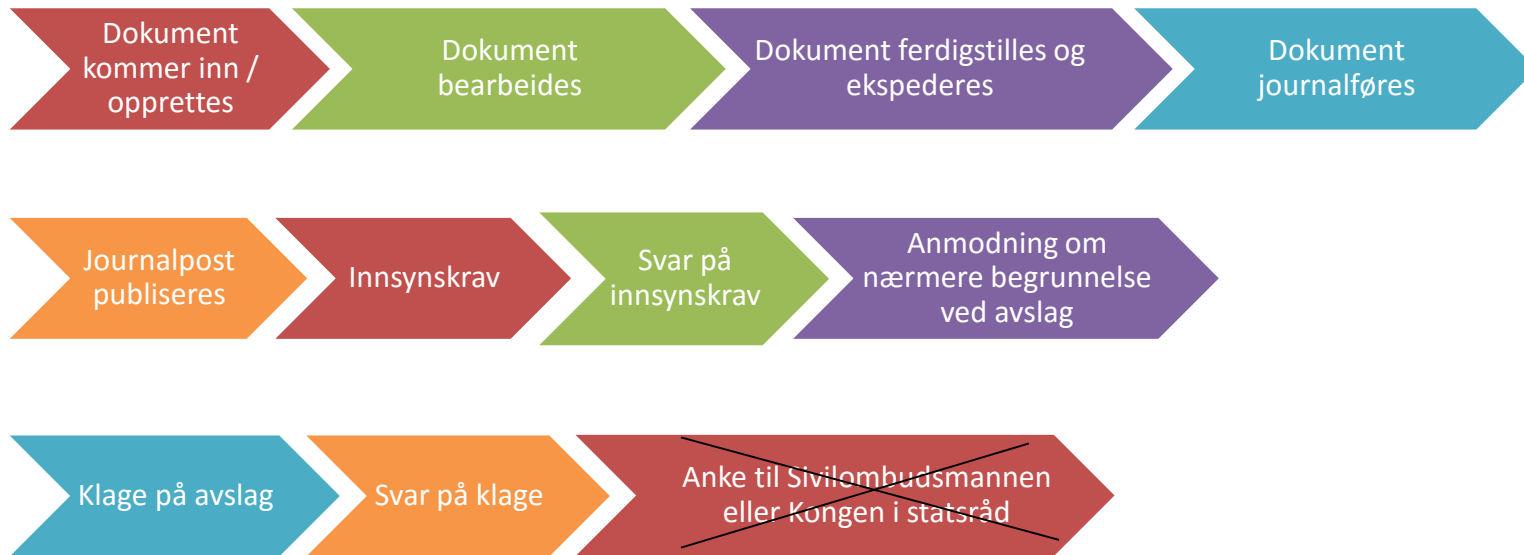 Dokument
kommer inn /
opprettes
Dokument
bearbeides
Dokument ferdigstilles og
ekspederes
Dokument
journalføres
Journalpost
publiseres
Innsynskrav
Svar på
innsynskrav
Anmodning om
nærmere begrunnelse
ved avslag
Klage på avslag
Svar på klage
Anke til Sivilombudsmannen
eller Kongen i statsråd